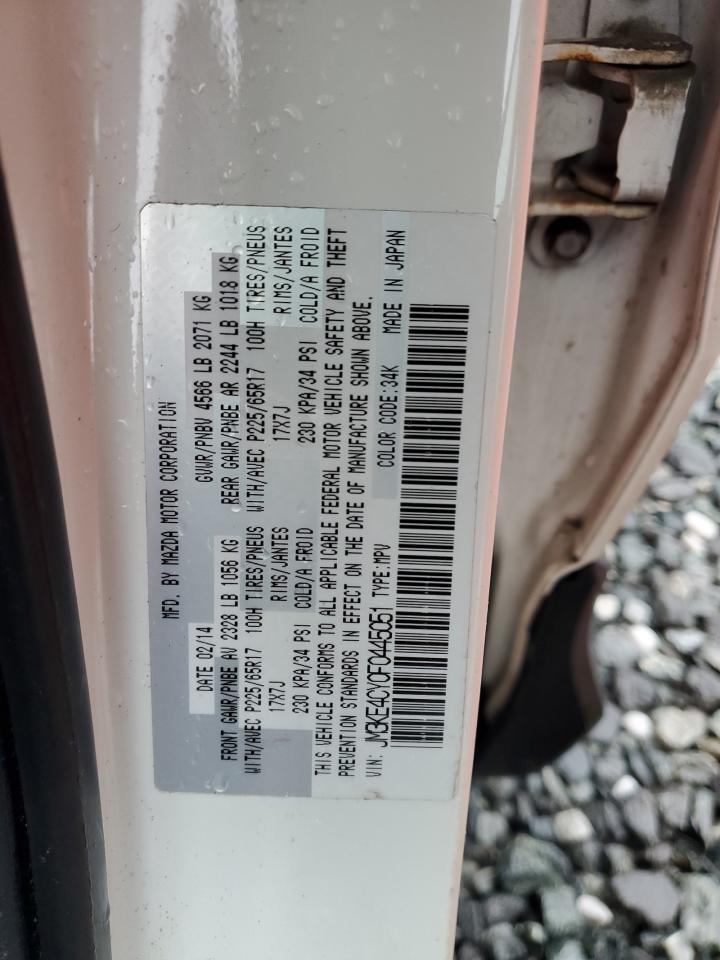 MFD. BY MAZDA MOTOR CORPORATION
DATE 02/14 GVWR/PNBV 4566 LB 2071 KG
FRONT GAWR/PNBE AV 2328 LB 1056 KG REAR GAWR/PNBE AR 2244 LB 1018 KG
WITH/AVEC P225/65R17 100H TIRES/PNEUS WITH/AVEC P225/65R17 100H TIRES/PNEUS
17X7J RIMS/JANTES 17X7J RIMS/JANTES
230 KPA/34 PSI COLD/A FROID 230 KPA/34 PSI COLD/A FROID
THIS VEHICLE CONFORMS TO ALL APPLICABLE FEDERAL MOTOR VEHICLE SAFETY AND THEFT
PREVENTION STANDARDS IN EFFECT ON THE DATE OF MANUFACTURE SHOWN ABOVE.
VIN: JM3KE4CY0F0445051 TYPE:MPV COLOR CODE:34K MADE IN JAPAN